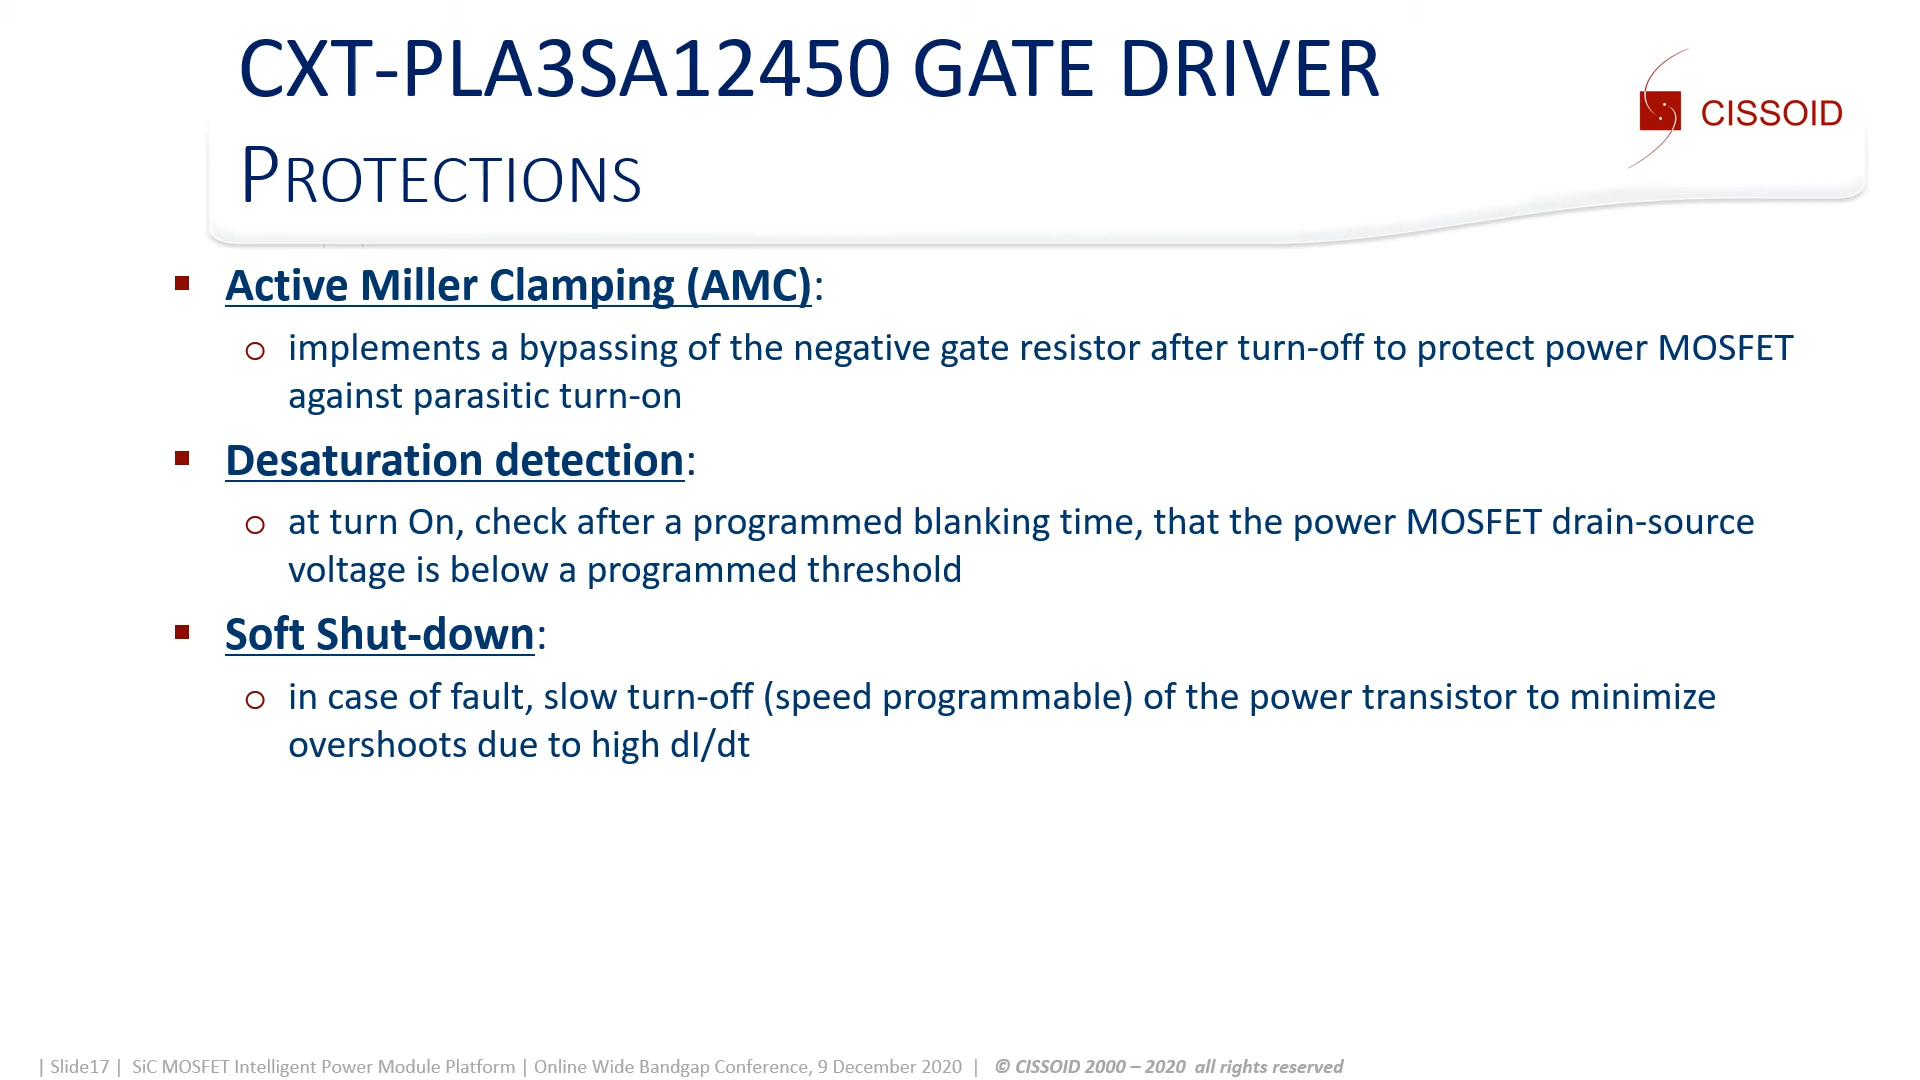 CXT-PLA3SA12450 GATE DRIVER
CISSOID
PROTECTIONS
▪ Active Miller Clamping (AMC):
o implements a bypassing of the negative gate resistor after turn-off to protect power MOSFET
against parasitic turn-on
▪ Desaturation detection:
o at turn On, check after a programmed blanking time, that the power MOSFET drain-source
voltage is below a programmed threshold
▪ Soft Shut-down:
o in case of fault, slow turn-off (speed programmable) of the power transistor to minimize
overshoots due to high dI/dt
| Slide17 | SiC MOSFET Intelligent Power Module Platform | Online Wide Bandgap Conference, 9 December 2020 | © CISSOID 2000 – 2020 all rights reserved